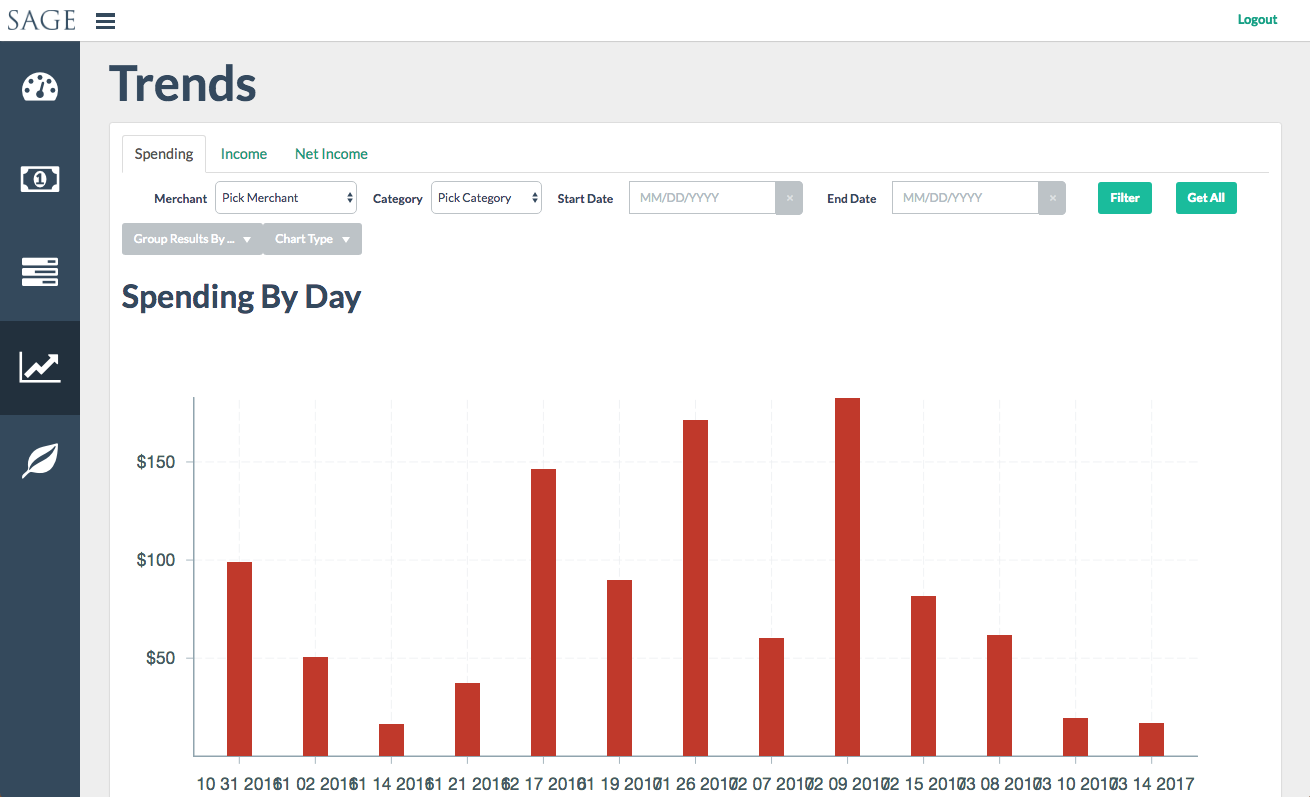 SAGE
Logout
Trends
Spending Income Net Income
Merchant Pick Merchant Category Pick Category Start Date MM/DD/YYYY × End Date MM/DD/YYYY × Filter Get All
Group Results By ... Chart Type
Spending By Day
$150
$100
$50
10 31 2016 11 02 2016 11 14 2016 11 21 2016 12 17 2016 01 19 2017 01 26 2017 02 07 2017 02 09 2017 02 15 2017 03 08 2017 03 10 2017 03 14 2017